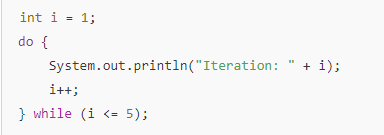 int i = 1;
do {
    System.out.println("Iteration: " + i);
    i++;
} while (i <= 5);